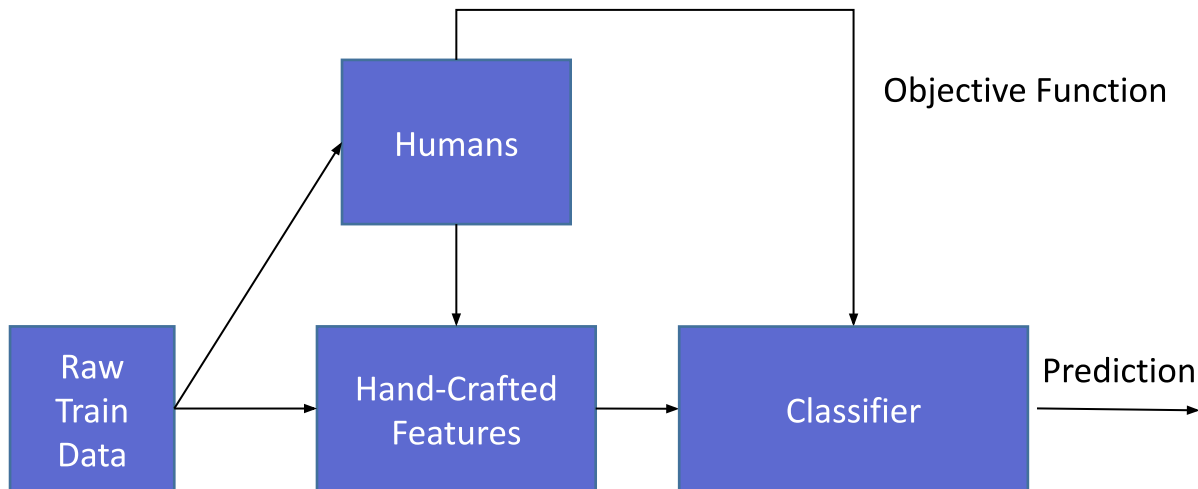 Objective Function
Humans
Raw
Train
Data
Hand-Crafted
Features
Classifier
Prediction